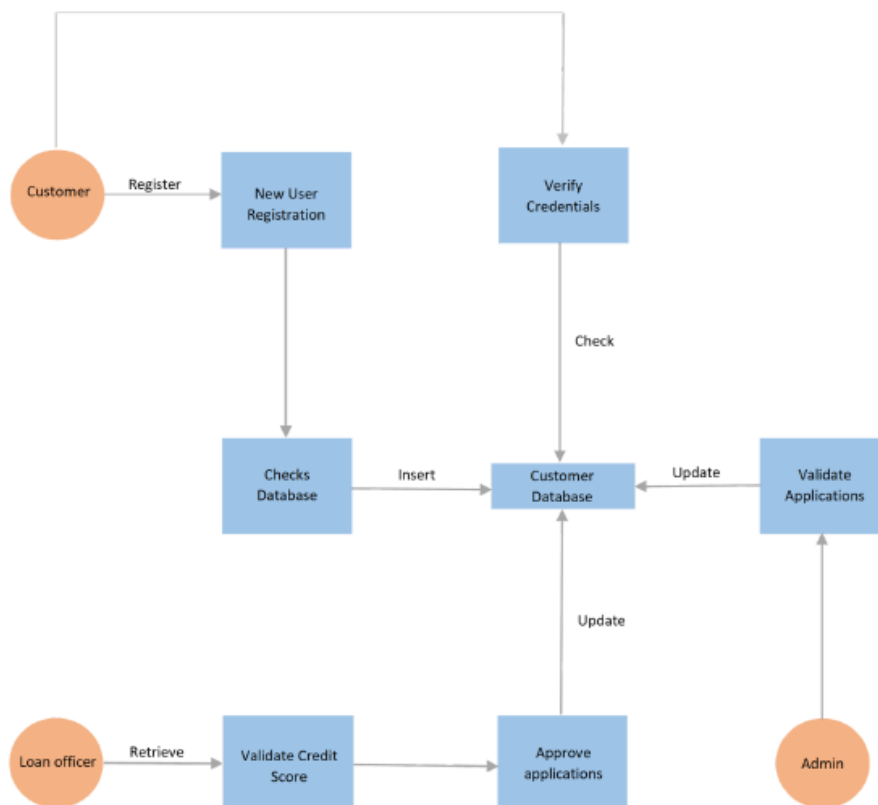 Customer
Register
New User
Registration
Verify
Credentials
Check
Checks
Database
Insert
Customer
Database
Update
Validate
Applications
Update
Loan officer
Retrieve
Validate Credit
Score
Approve
applications
Admin